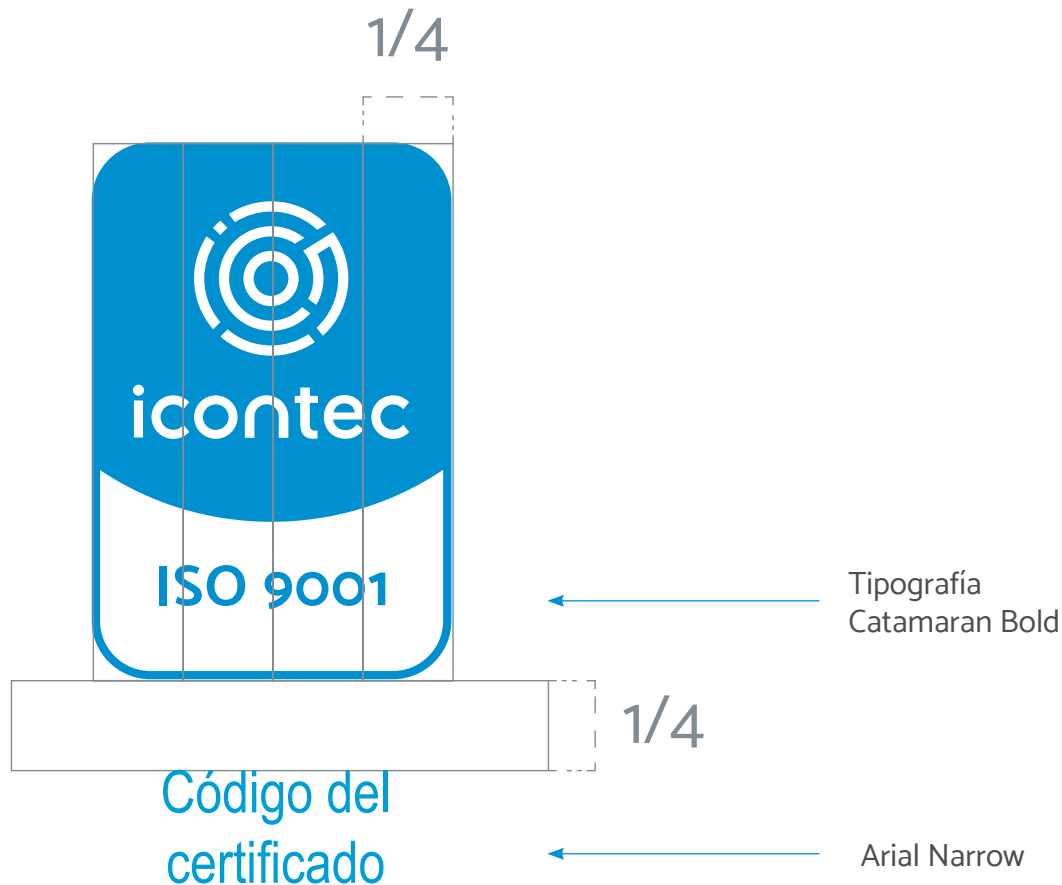 1/4
icontec
ISO 9001
Tipografía
Catamaran Bold
1/4
Código del
certificado
Arial Narrow